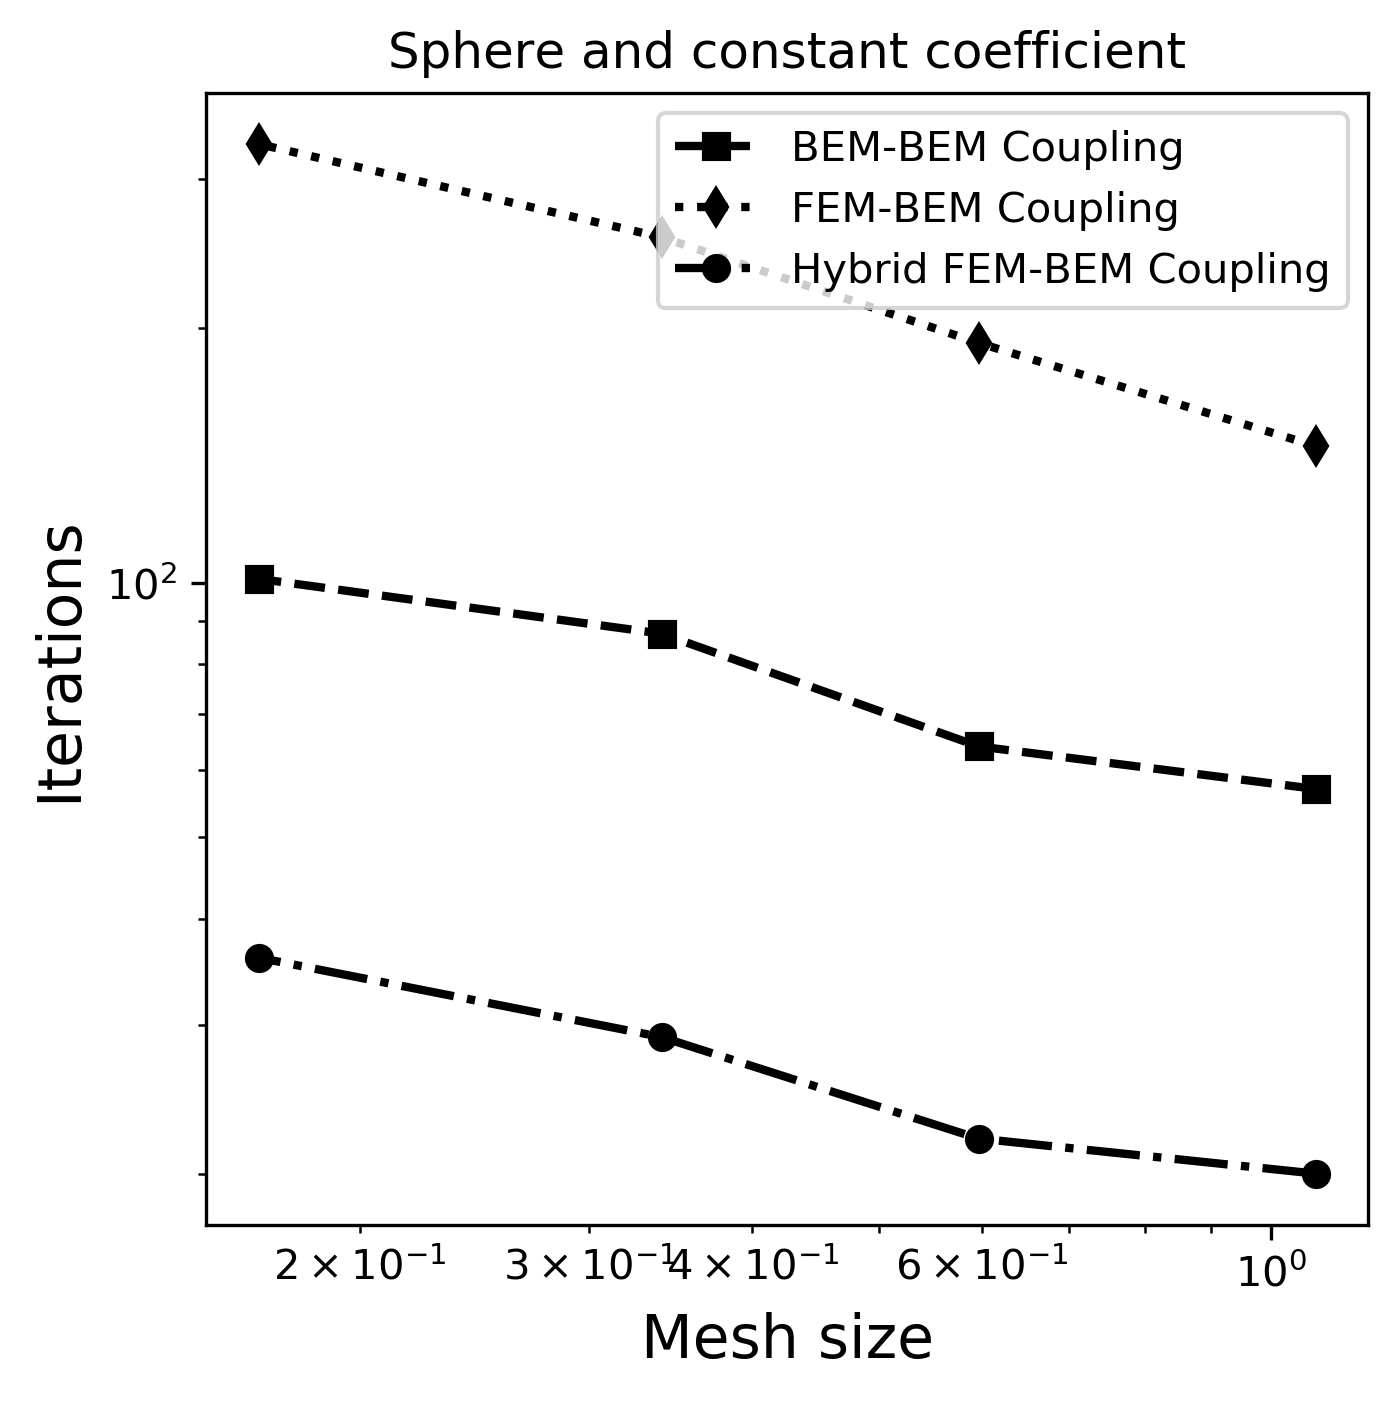 Sphere and constant coefficient
BEM-BEM Coupling
FEM-BEM Coupling
Hybrid FEM-BEM Coupling
Iterations
10²
2 × 10⁻¹
3 × 10⁻¹
4 × 10⁻¹
6 × 10⁻¹
10⁰
Mesh size